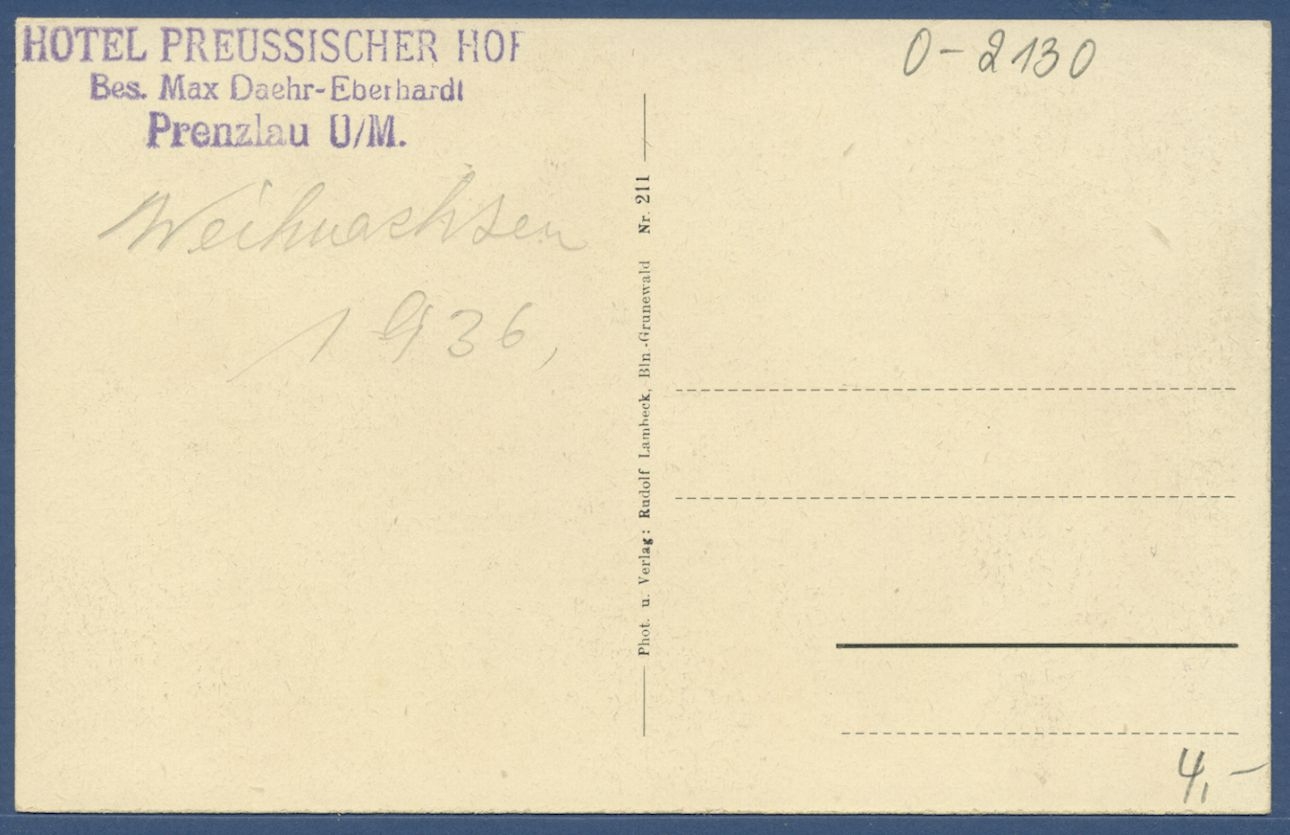 HOTEL PREUSSISCHER HOF
Bes. Max Daehr-Eberhardt
Prenzlau U/M.
Weihnachten
1936,
Phot. u. Verlag: Rudolf Lambeck, Bln.-Grunewald Nr. 211
O-2130
4,-